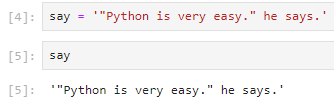 [4]: say = '"Python is very easy." he says.'
[5]: say
[5]: '"Python is very easy." he says.'